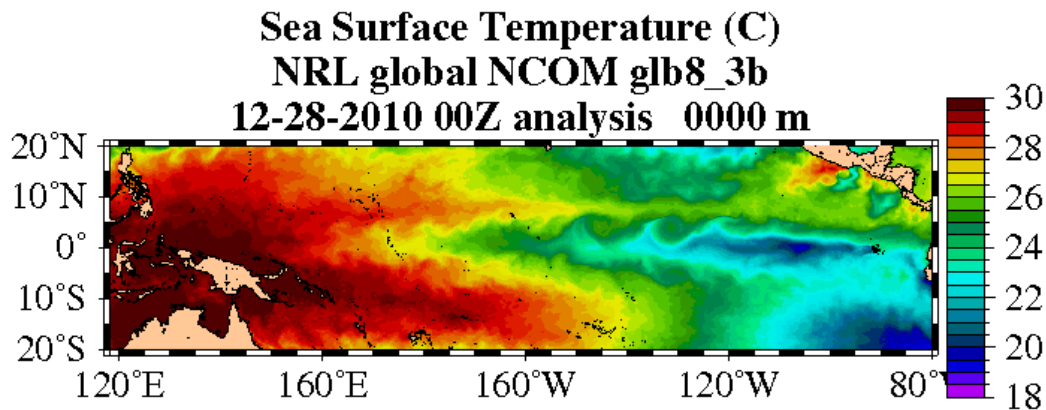 Sea Surface Temperature (C)
NRL global NCOM glb8_3b
12-28-2010 00Z analysis 0000 m
20°N
10°N
0°
10°S
20°S
120°E 160°E 160°W 120°W 80°W
30
28
26
24
22
20
18